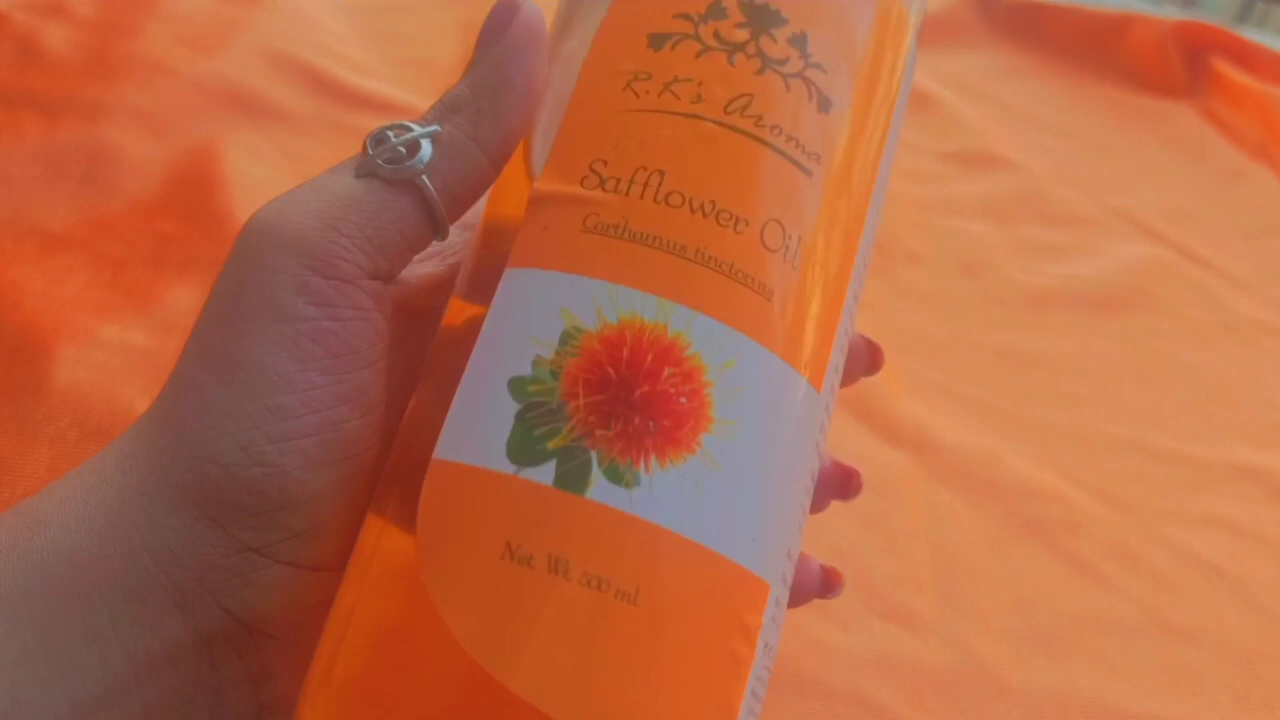 R.K's Aroma
Safflower Oil
Carthamus tinctorius
Net. Wt. 500 ml